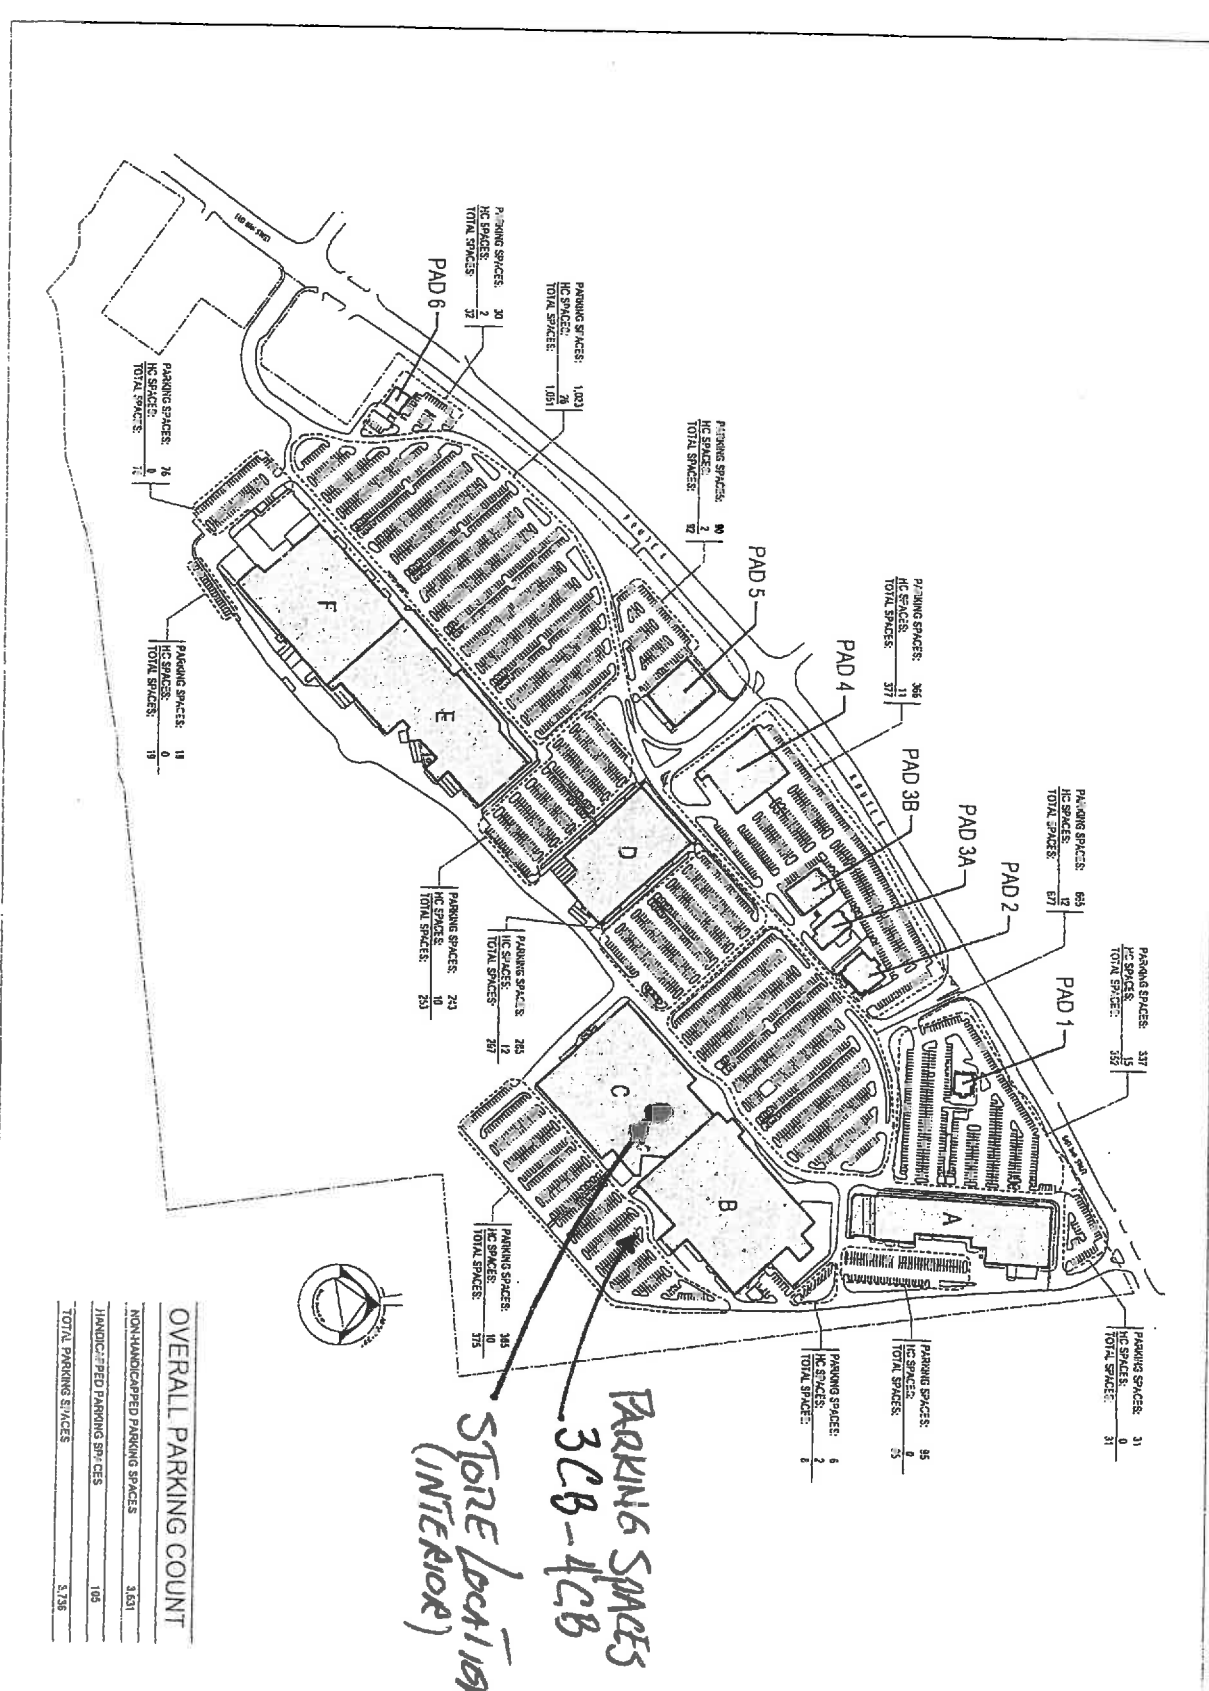 PARKING SPACES: 31
HC SPACES: 0
TOTAL SPACES: 31
PARKING SPACES: 337
HC SPACES: 15
TOTAL SPACES: 352
PARKING SPACES: 665
HC SPACES: 12
TOTAL SPACES: 677
PAD 1
PAD 2
PAD 3A
PAD 3B
PARKING SPACES: 366
HC SPACES: 11
TOTAL SPACES: 377
PAD 4
PAD 5
PARKING SPACES: 90
HC SPACES: 2
TOTAL SPACES: 92
PARKING SPACES: 1,023
HC SPACES:
TOTAL SPACES: 1,051
PARKING SPACES: 30
HC SPACES: 2
TOTAL SPACES: 32
PAD 6
ROUTE 6
ROUTE 6
A
B
C
D
E
F
PARKING SPACES: 95
HC SPACES: 0
TOTAL SPACES: 95
PARKING SPACES: 6
HC SPACES: 2
TOTAL SPACES: 8
PARKING SPACES: 365
HC SPACES: 10
TOTAL SPACES: 375
PARKING SPACES:
HC SPACES: 12
TOTAL SPACES:
PARKING SPACES: 243
HC SPACES: 10
TOTAL SPACES: 253
PARKING SPACES: 19
HC SPACES: 0
TOTAL SPACES: 19
PARKING SPACES: 76
HC SPACES: 0
TOTAL SPACES: 76
PARKING SPACES
3CB-4CB
STORE LOCATION
(INTERIOR)
OVERALL PARKING COUNT
NON-HANDICAPPED PARKING SPACES 3,631
HANDICAPPED PARKING SPACES 105
TOTAL PARKING SPACES 3,736